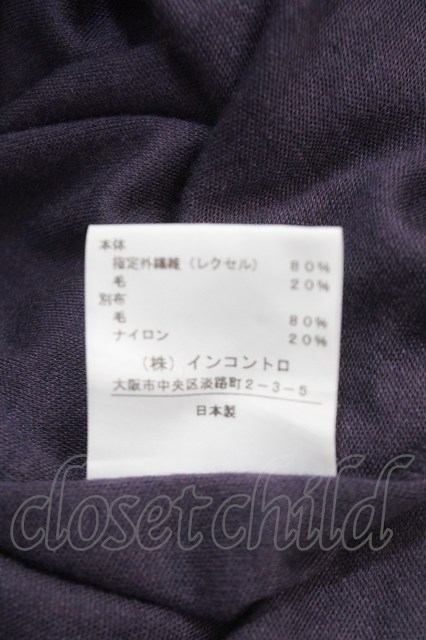 本体
指定外繊維（レクセル） 80%
毛 20%
別布
毛 80%
ナイロン 20%
（株）インコントロ
大阪市中央区淡路町2-3-5
日本製
closetchild